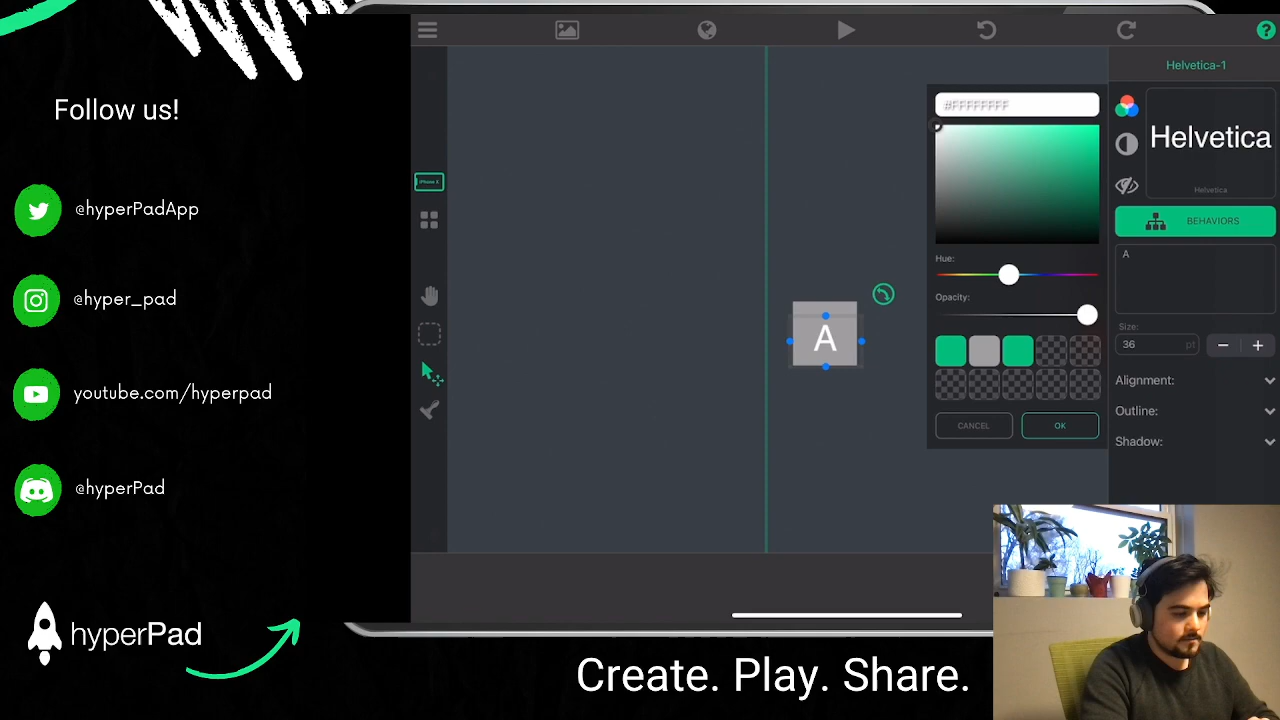 Follow us!
@hyperPadApp
@hyper_pad
youtube.com/hyperpad
@hyperPad
hyperPad
Create. Play. Share.
iPhone X
A
#FFFFFFFF
Hue:
Opacity:
CANCEL
OK
?
Helvetica-1
Helvetica
Helvetica
BEHAVIORS
A
Size:
36 pt
Alignment:
Outline:
Shadow: